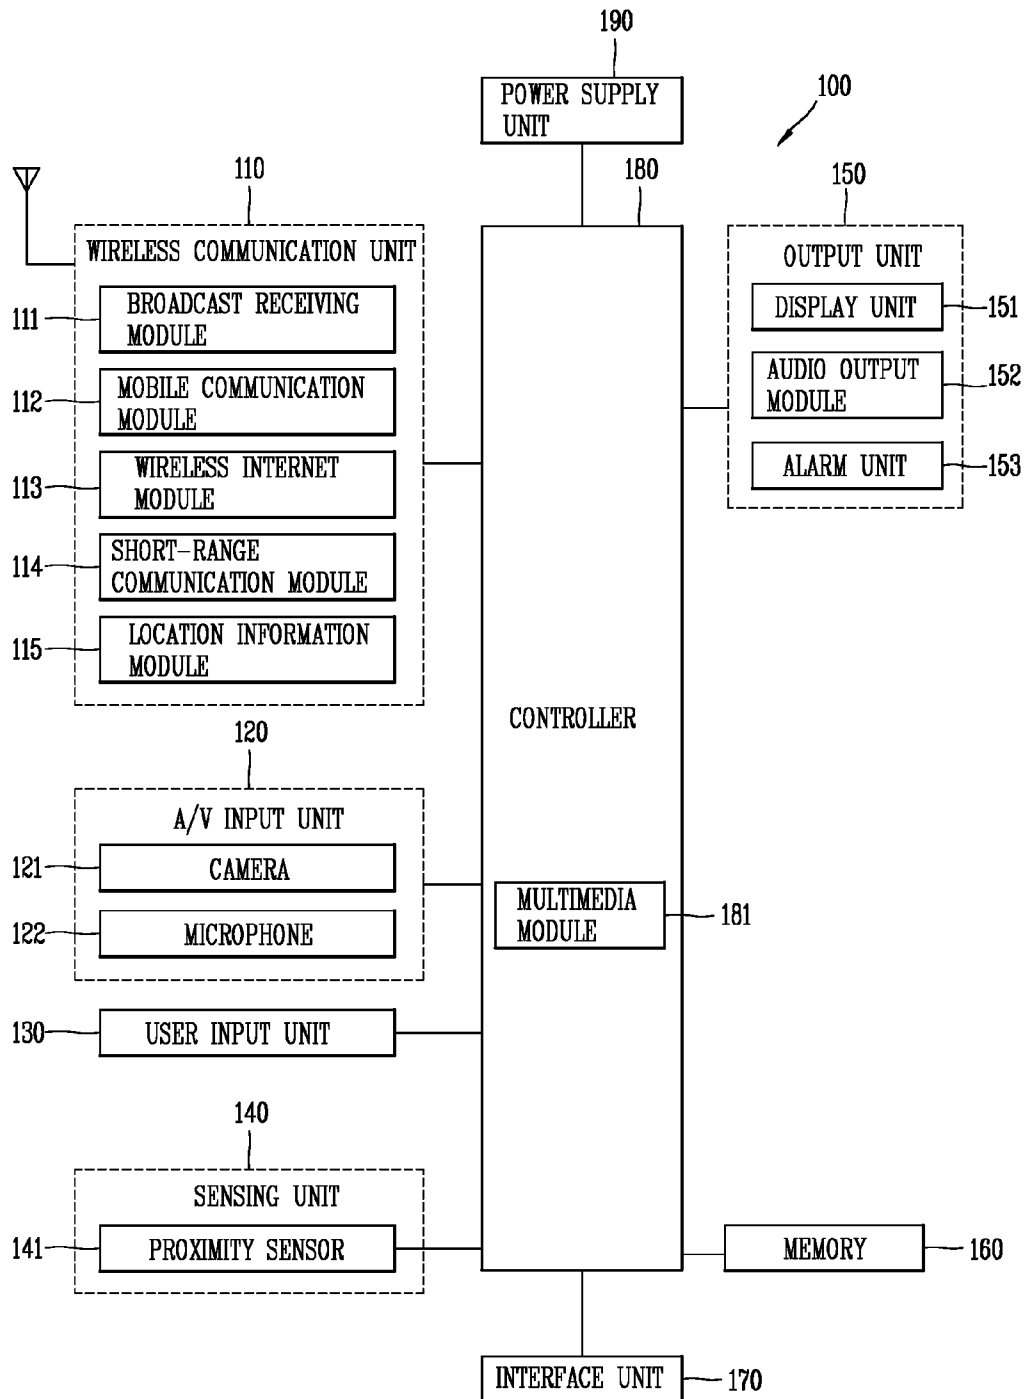 190
POWER SUPPLY
UNIT
100
110
180
150
WIRELESS COMMUNICATION UNIT
111
BROADCAST RECEIVING
MODULE
112
MOBILE COMMUNICATION
MODULE
113
WIRELESS INTERNET
MODULE
114
SHORT-RANGE
COMMUNICATION MODULE
115
LOCATION INFORMATION
MODULE
OUTPUT UNIT
DISPLAY UNIT
151
AUDIO OUTPUT
MODULE
152
ALARM UNIT
153
CONTROLLER
120
A/V INPUT UNIT
121
CAMERA
122
MICROPHONE
MULTIMEDIA
MODULE
181
130
USER INPUT UNIT
140
SENSING UNIT
141
PROXIMITY SENSOR
MEMORY
160
INTERFACE UNIT
170